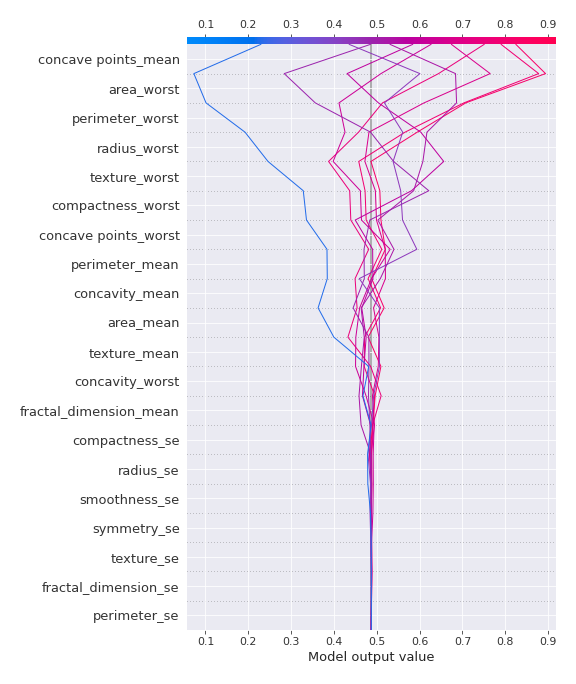 0.1 0.2 0.3 0.4 0.5 0.6 0.7 0.8 0.9
concave points_mean
area_worst
perimeter_worst
radius_worst
texture_worst
compactness_worst
concave points_worst
perimeter_mean
concavity_mean
area_mean
texture_mean
concavity_worst
fractal_dimension_mean
compactness_se
radius_se
smoothness_se
symmetry_se
texture_se
fractal_dimension_se
perimeter_se
0.1 0.2 0.3 0.4 0.5 0.6 0.7 0.8 0.9
Model output value